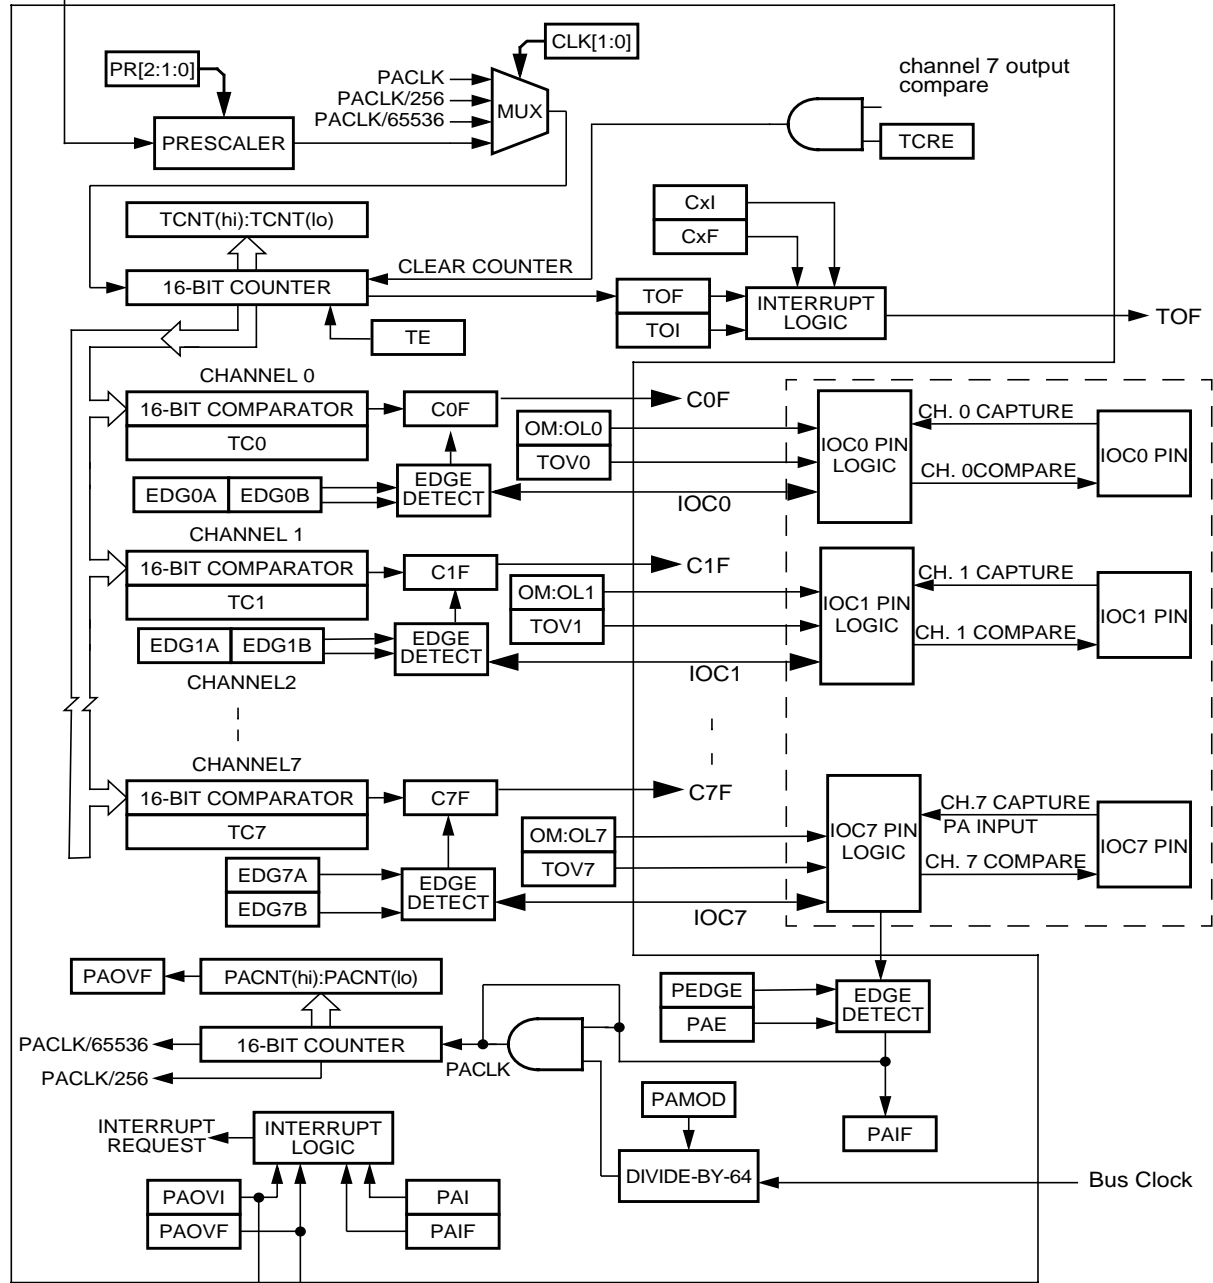 CLK[1:0]
PR[2:1:0]
PACLK
PACLK/256
PACLK/65536
MUX
PRESCALER
channel 7 output
compare
TCRE
TCNT(hi):TCNT(lo)
CxI
CxF
CLEAR COUNTER
16-BIT COUNTER
TE
TOF
TOI
INTERRUPT
LOGIC
TOF
CHANNEL 0
16-BIT COMPARATOR
TC0
C0F
C0F
OM:OL0
TOV0
EDG0A
EDG0B
EDGE
DETECT
IOC0
IOC0 PIN
LOGIC
CH. 0 CAPTURE
CH. 0COMPARE
IOC0 PIN
CHANNEL 1
16-BIT COMPARATOR
TC1
C1F
C1F
OM:OL1
TOV1
EDG1A
EDG1B
EDGE
DETECT
IOC1
IOC1 PIN
LOGIC
CH. 1 CAPTURE
CH. 1 COMPARE
IOC1 PIN
CHANNEL2
CHANNEL7
16-BIT COMPARATOR
TC7
C7F
C7F
OM:OL7
TOV7
EDG7A
EDG7B
EDGE
DETECT
IOC7
IOC7 PIN
LOGIC
CH.7 CAPTURE
PA INPUT
CH. 7 COMPARE
IOC7 PIN
PAOVF
PACNT(hi):PACNT(lo)
PEDGE
PAE
EDGE
DETECT
PACLK/65536
16-BIT COUNTER
PACLK
PACLK/256
PAMOD
PAIF
INTERRUPT
REQUEST
INTERRUPT
LOGIC
DIVIDE-BY-64
Bus Clock
PAOVI
PAOVF
PAI
PAIF